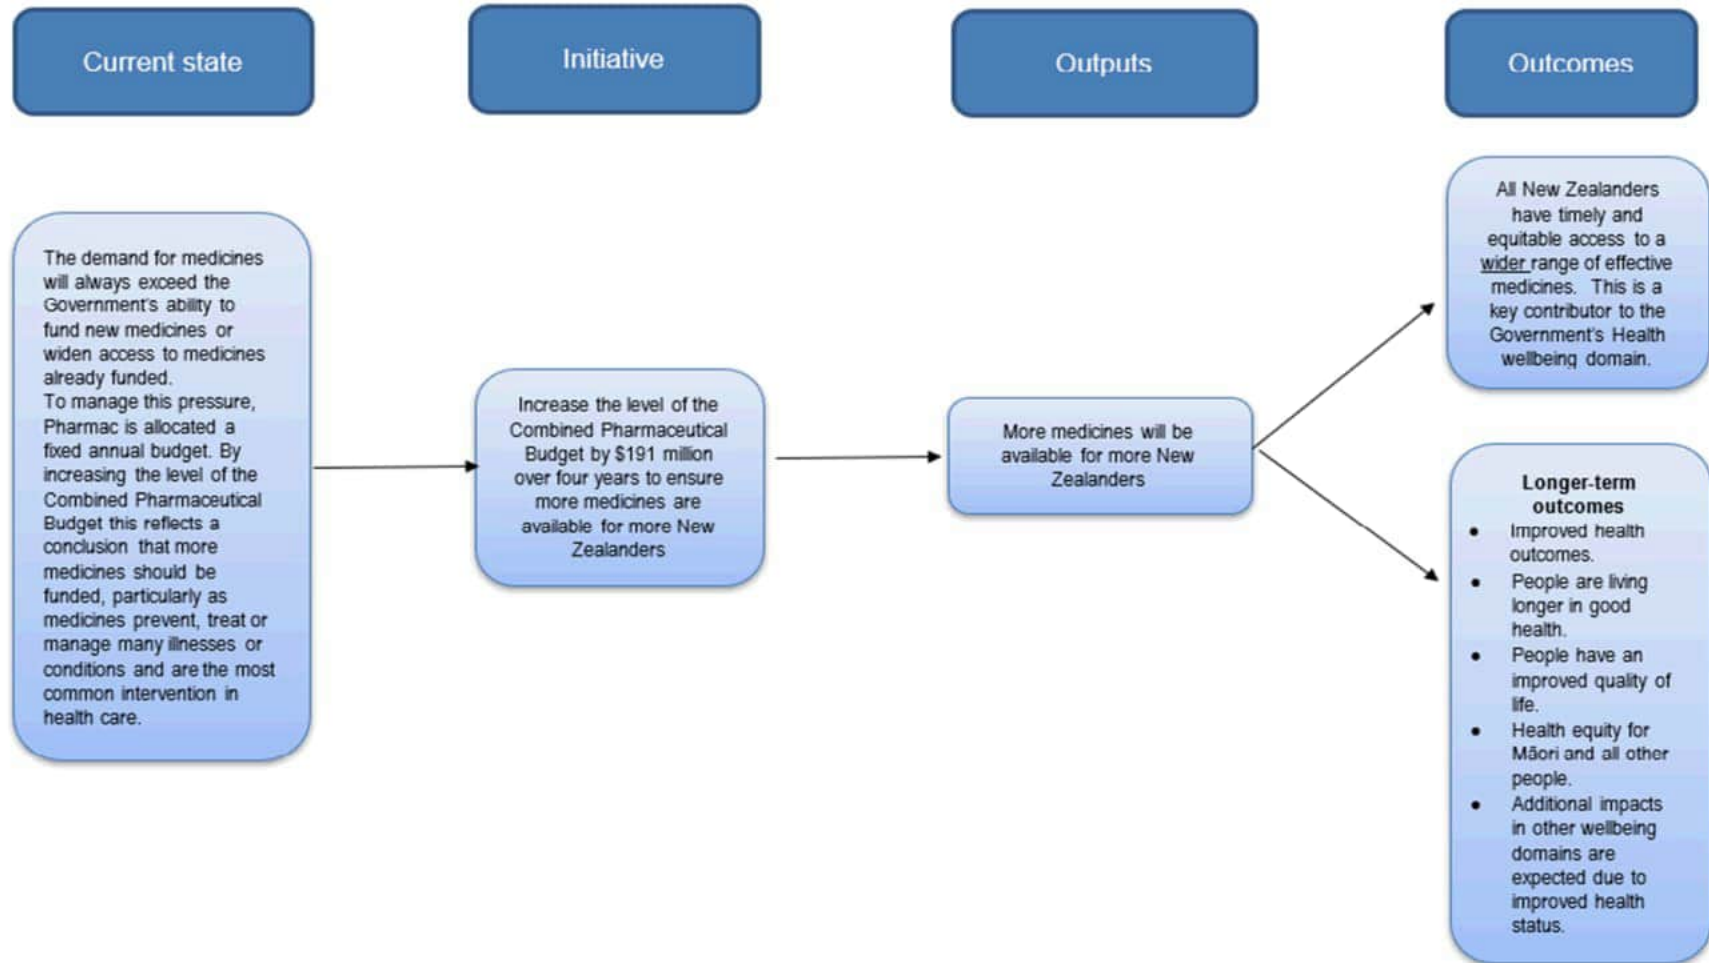 Current state
Initiative
Outputs
Outcomes
The demand for medicines
will always exceed the
Government's ability to
fund new medicines or
widen access to medicines
already funded.
To manage this pressure,
Pharmac is allocated a
fixed annual budget. By
increasing the level of the
Combined Pharmaceutical
Budget this reflects a
conclusion that more
medicines should be
funded, particularly as
medicines prevent, treat or
manage many illnesses or
conditions and are the most
common intervention in
health care.
Increase the level of the
Combined Pharmaceutical
Budget by $191 million
over four years to ensure
more medicines are
available for more New
Zealanders
More medicines will be
available for more New
Zealanders
All New Zealanders
have timely and
equitable access to a
wider range of effective
medicines. This is a
key contributor to the
Government's Health
wellbeing domain.
Longer-term
outcomes
• Improved health
outcomes.
• People are living
longer in good
health.
• People have an
improved quality of
life.
• Health equity for
Māori and all other
people.
• Additional impacts
in other wellbeing
domains are
expected due to
improved health
status.